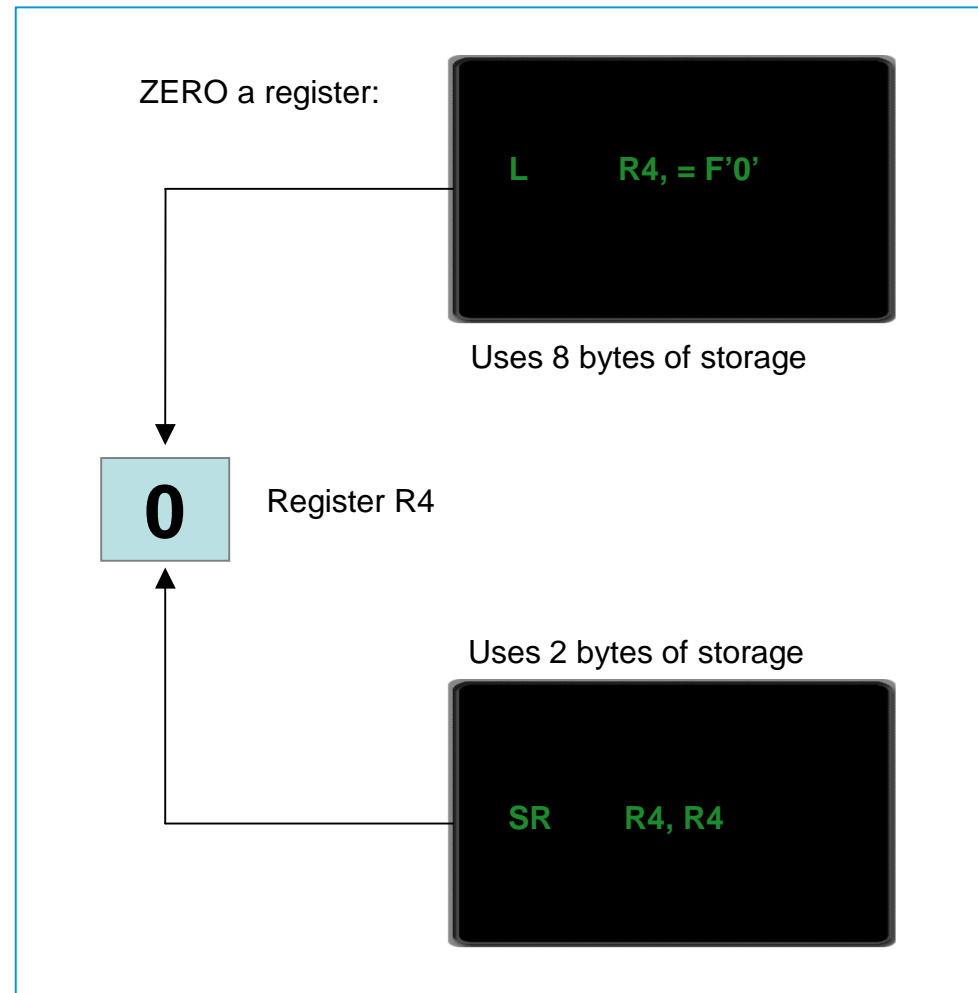 ZERO a register:
L R4, = F’0’
Uses 8 bytes of storage
0
Register R4
Uses 2 bytes of storage
SR R4, R4